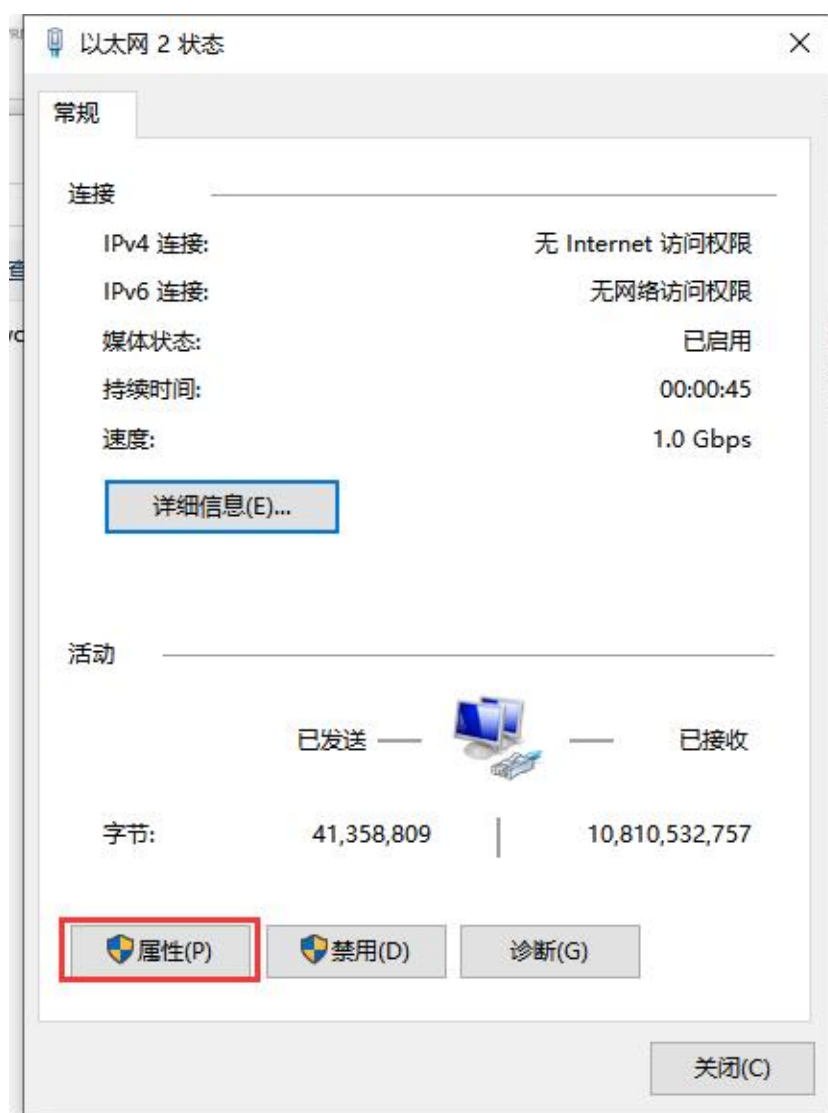 以太网 2 状态
常规
连接
IPv4 连接: 无 Internet 访问权限
IPv6 连接: 无网络访问权限
媒体状态: 已启用
持续时间: 00:00:45
速度: 1.0 Gbps
详细信息(E)...
活动
已发送 已接收
字节: 41,358,809 10,810,532,757
属性(P) 禁用(D) 诊断(G)
关闭(C)